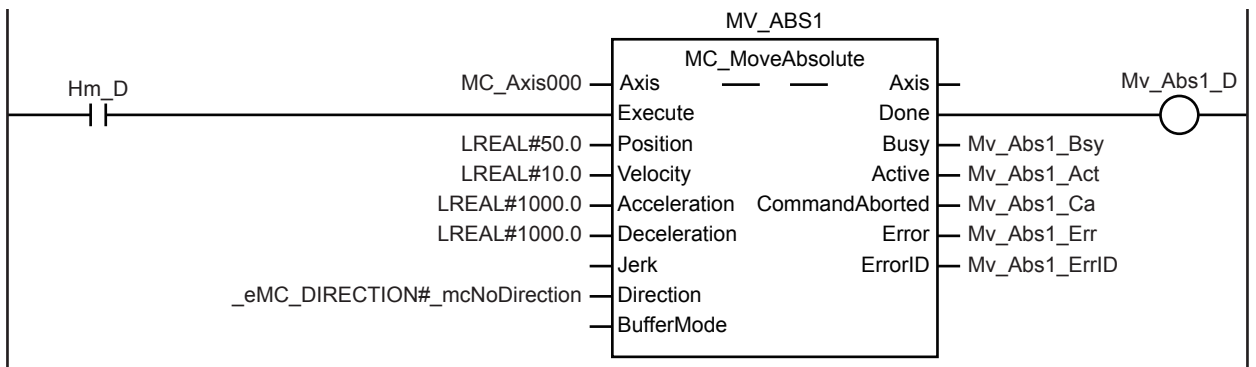 MV_ABS1
MC_MoveAbsolute
Hm_D
MC_Axis000 Axis Axis Mv_Abs1_D
Execute Done
LREAL#50.0 Position Busy Mv_Abs1_Bsy
LREAL#10.0 Velocity Active Mv_Abs1_Act
LREAL#1000.0 Acceleration CommandAborted Mv_Abs1_Ca
LREAL#1000.0 Deceleration Error Mv_Abs1_Err
Jerk ErrorID Mv_Abs1_ErrID
_eMC_DIRECTION#_mcNoDirection Direction
BufferMode